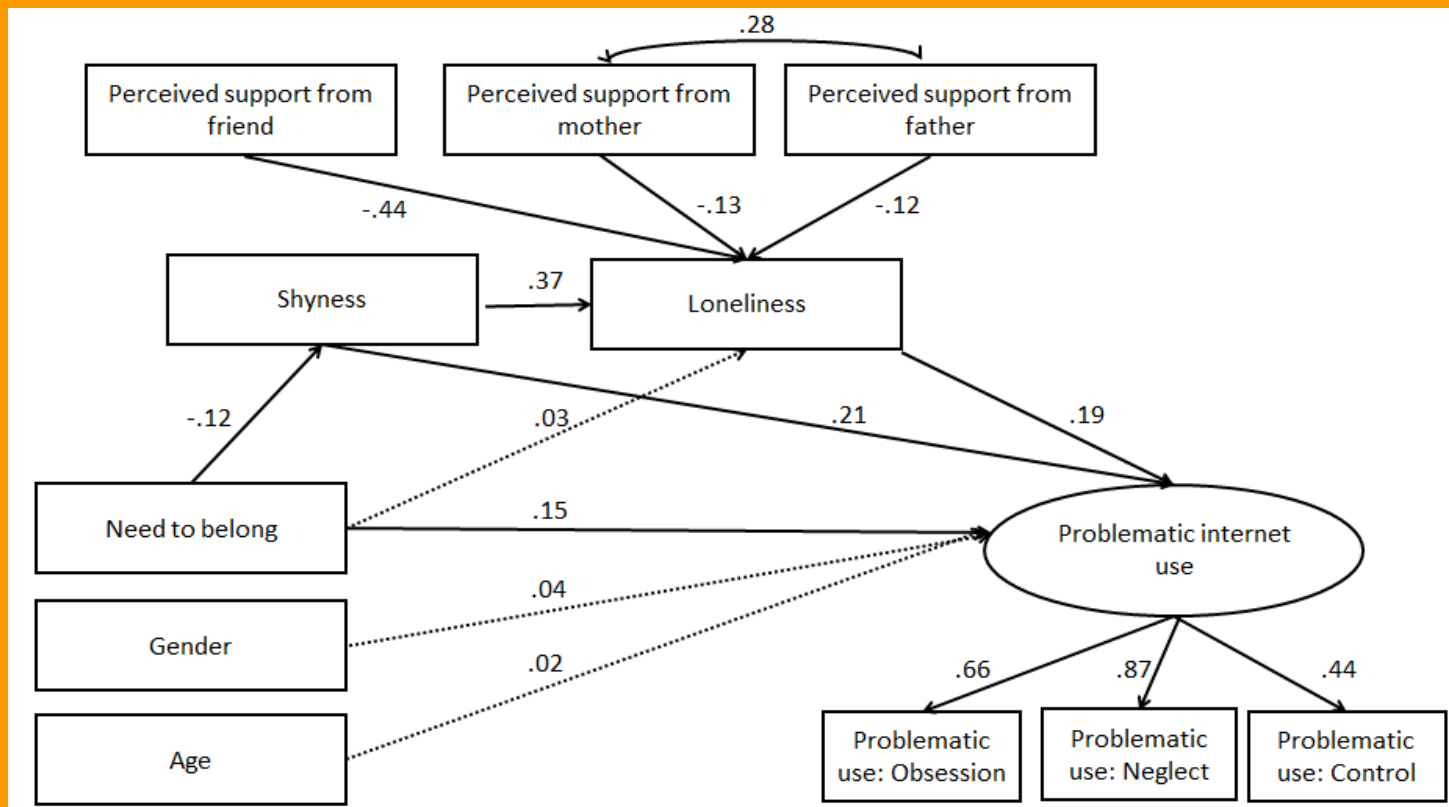 .28
Perceived support from
friend
Perceived support from
mother
Perceived support from
father
-.44
-.13
-.12
Shyness
.37
Loneliness
-.12
.03
.21
.19
Need to belong
.15
Problematic internet
use
Gender
.04
Age
.02
.66
.87
.44
Problematic
use: Obsession
Problematic
use: Neglect
Problematic
use: Control